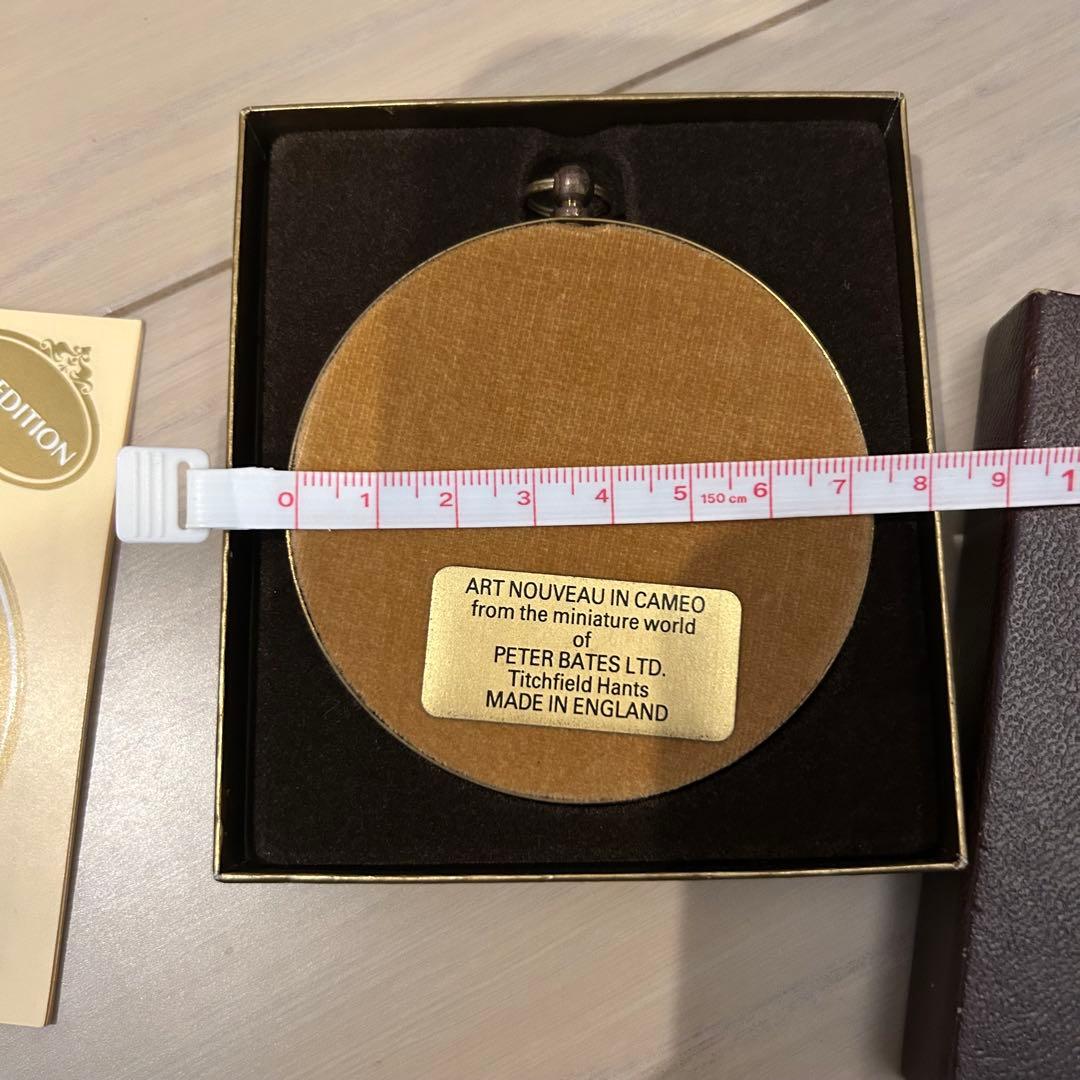 EDITION
0 1 2 3 4 5 150 cm 6 7 8 9 1
ART NOUVEAU IN CAMEO
from the miniature world
of
PETER BATES LTD.
Titchfield Hants
MADE IN ENGLAND